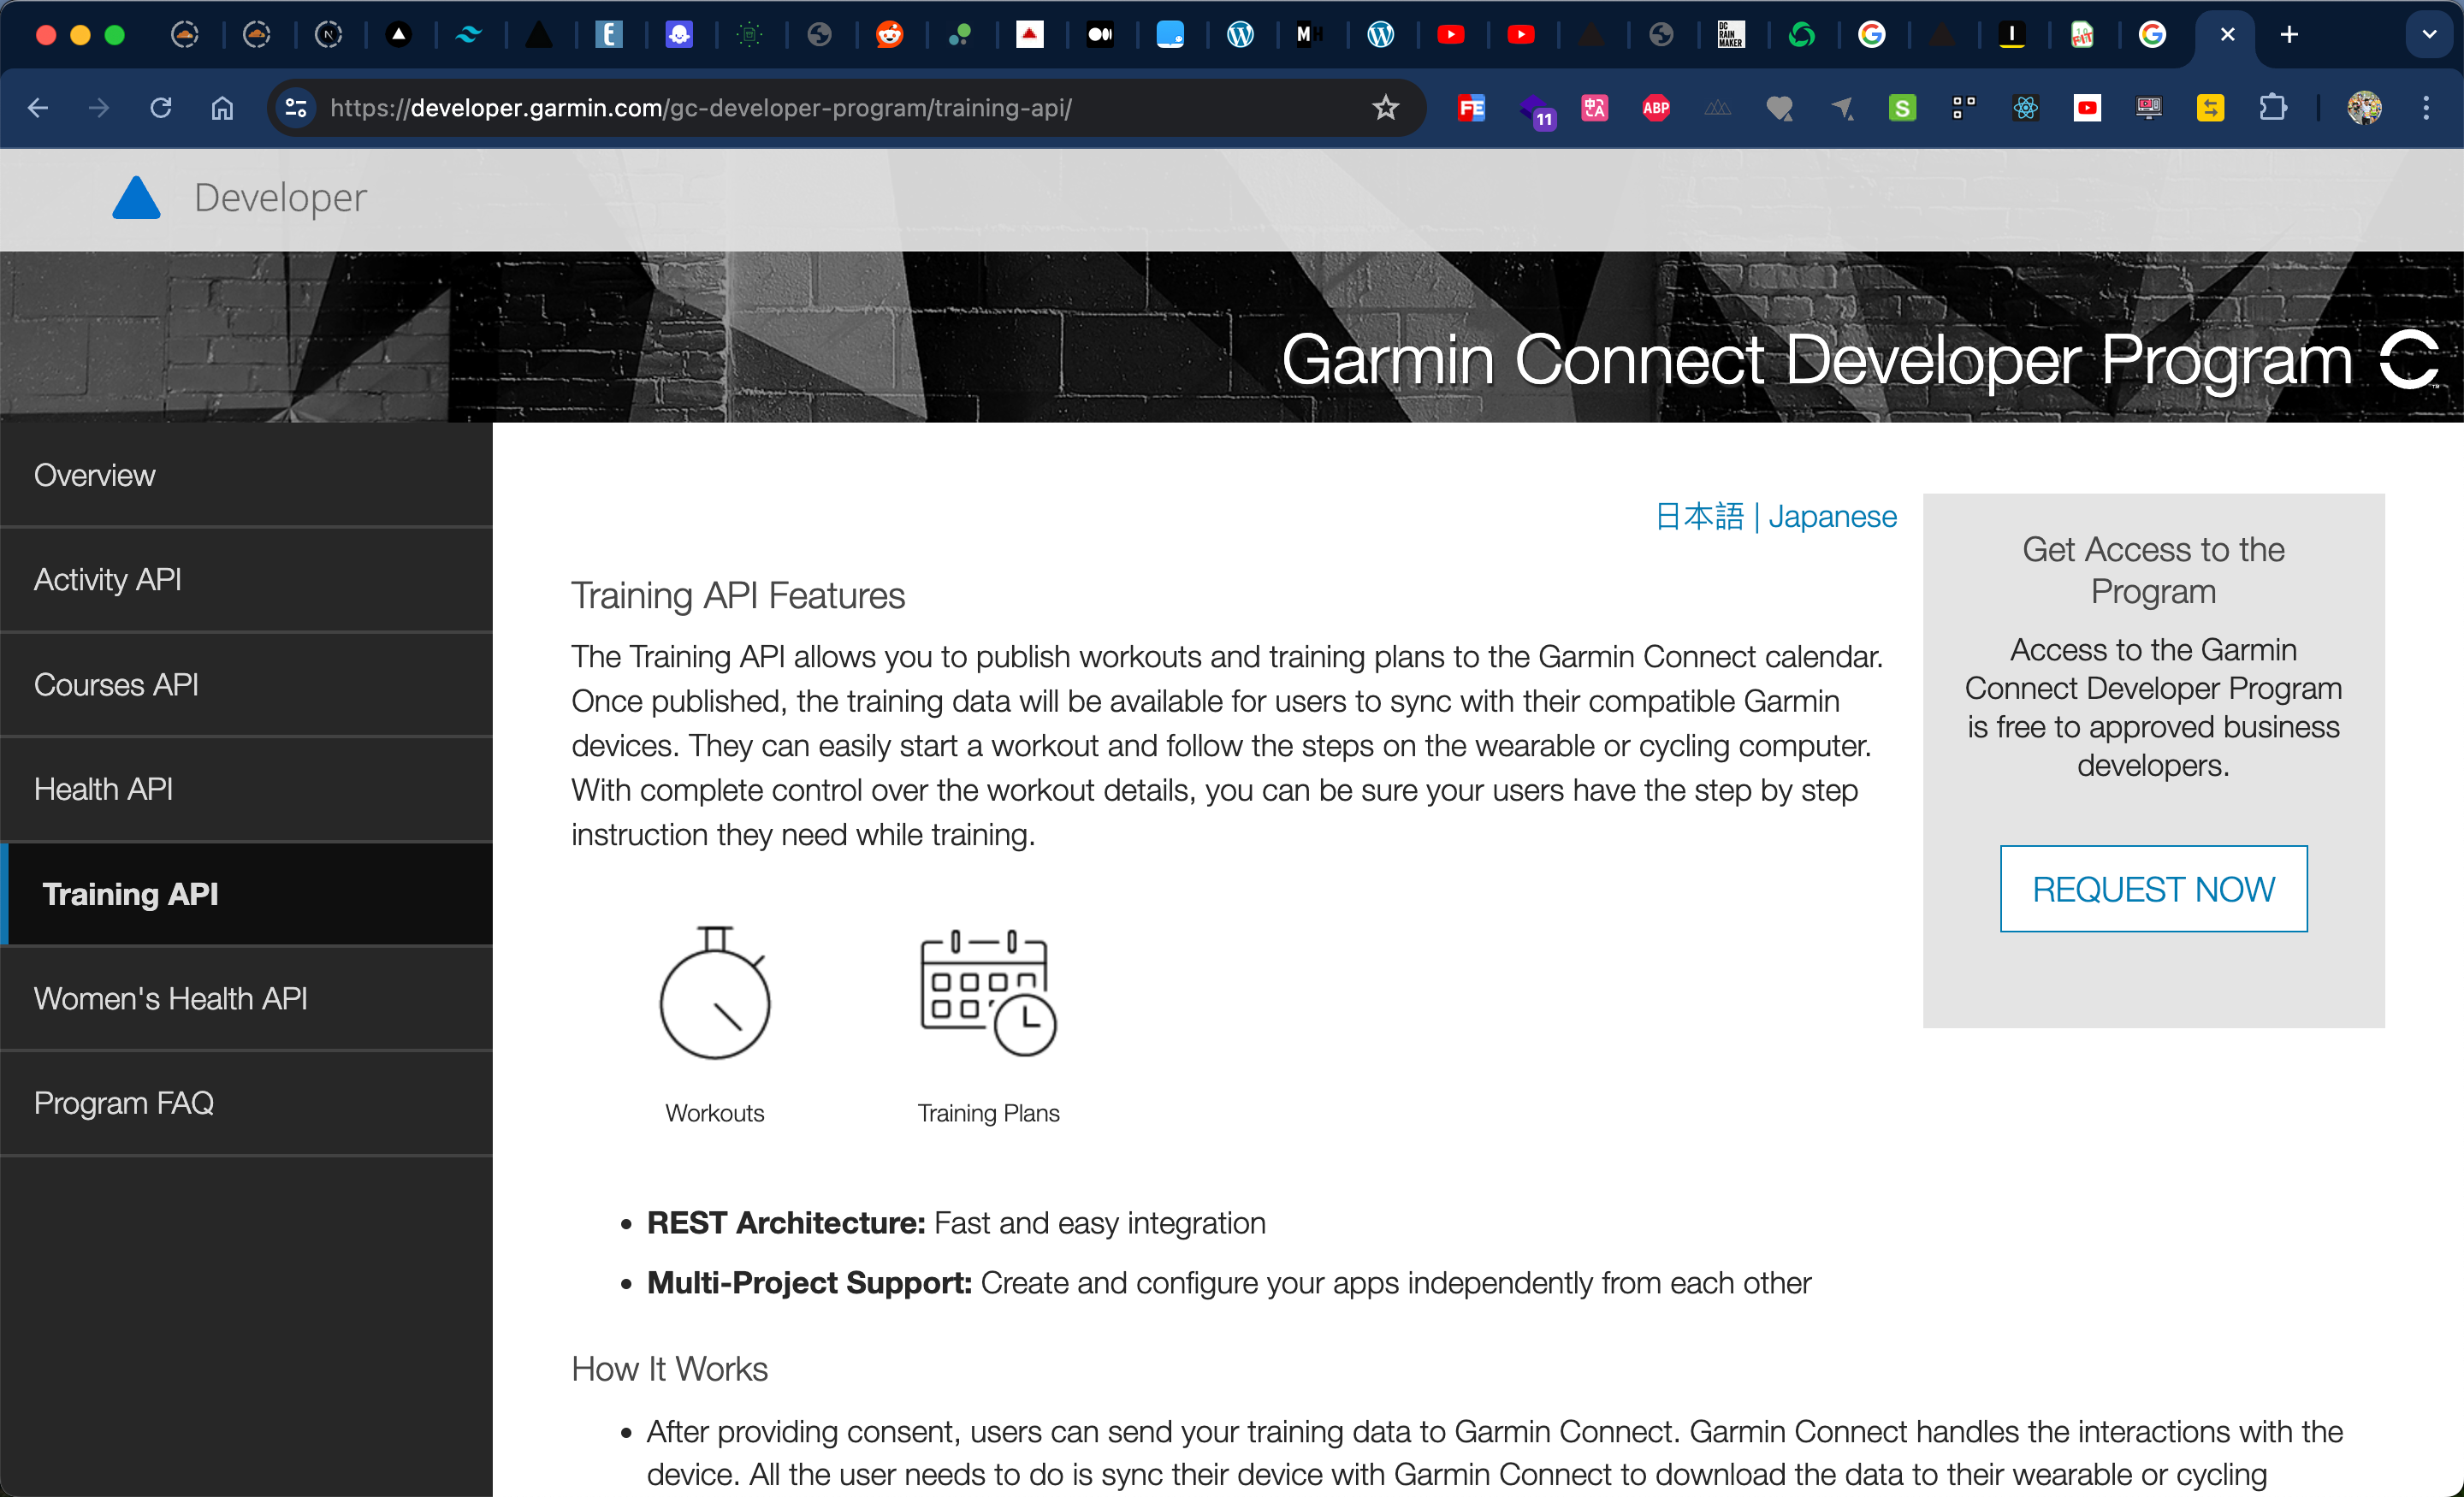 FE
11
中A
ABP
S
E
N
M
DC
RAIN
MAKER
FIT
https://developer.garmin.com/gc-developer-program/training-api/
Developer
Garmin Connect Developer Program
Overview
Activity API
Courses API
Health API
Training API
Women's Health API
Program FAQ
日本語 | Japanese
Training API Features
The Training API allows you to publish workouts and training plans to the Garmin Connect calendar.
Once published, the training data will be available for users to sync with their compatible Garmin
devices. They can easily start a workout and follow the steps on the wearable or cycling computer.
With complete control over the workout details, you can be sure your users have the step by step
instruction they need while training.
Workouts
Training Plans
REST Architecture: Fast and easy integration
Multi-Project Support: Create and configure your apps independently from each other
How It Works
After providing consent, users can send your training data to Garmin Connect. Garmin Connect handles the interactions with the
device. All the user needs to do is sync their device with Garmin Connect to download the data to their wearable or cycling
Get Access to the
Program
Access to the Garmin
Connect Developer Program
is free to approved business
developers.
REQUEST NOW